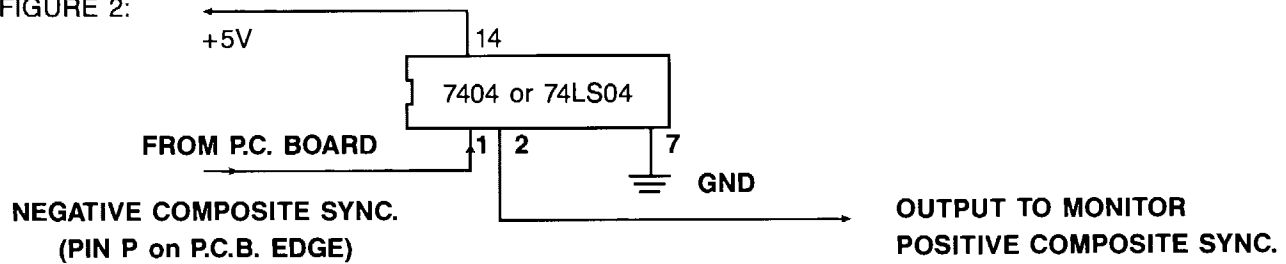 FIGURE 2:
+5V
14
7404 or 74LS04
FROM P.C. BOARD
1 2 7
GND
NEGATIVE COMPOSITE SYNC.
(PIN P on P.C.B. EDGE)
OUTPUT TO MONITOR
POSITIVE COMPOSITE SYNC.